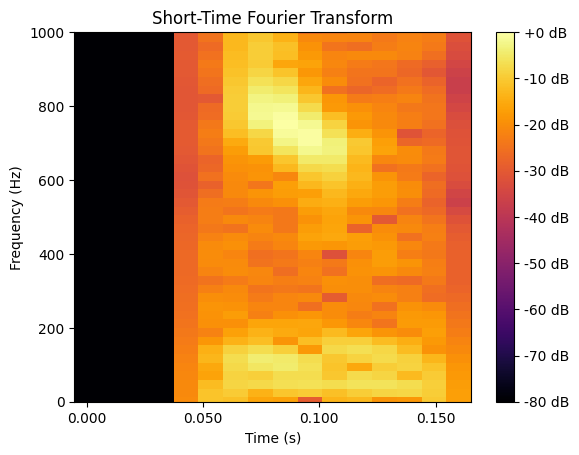 Short-Time Fourier Transform
1000
800
600
400
200
0
Frequency (Hz)
0.000
0.050
0.100
0.150
Time (s)
+0 dB
-10 dB
-20 dB
-30 dB
-40 dB
-50 dB
-60 dB
-70 dB
-80 dB